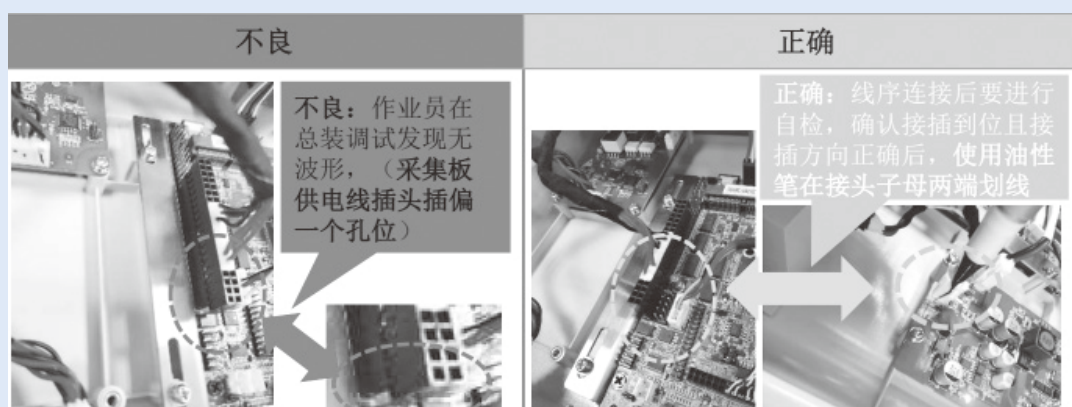 不良
正确
不良：作业员在
总装调试发现无
波形，（采集板
供电线插头插偏
一个孔位）
正确：线序连接后要进行
自检，确认接插到位且接
插方向正确后，使用油性
笔在接头子母两端划线